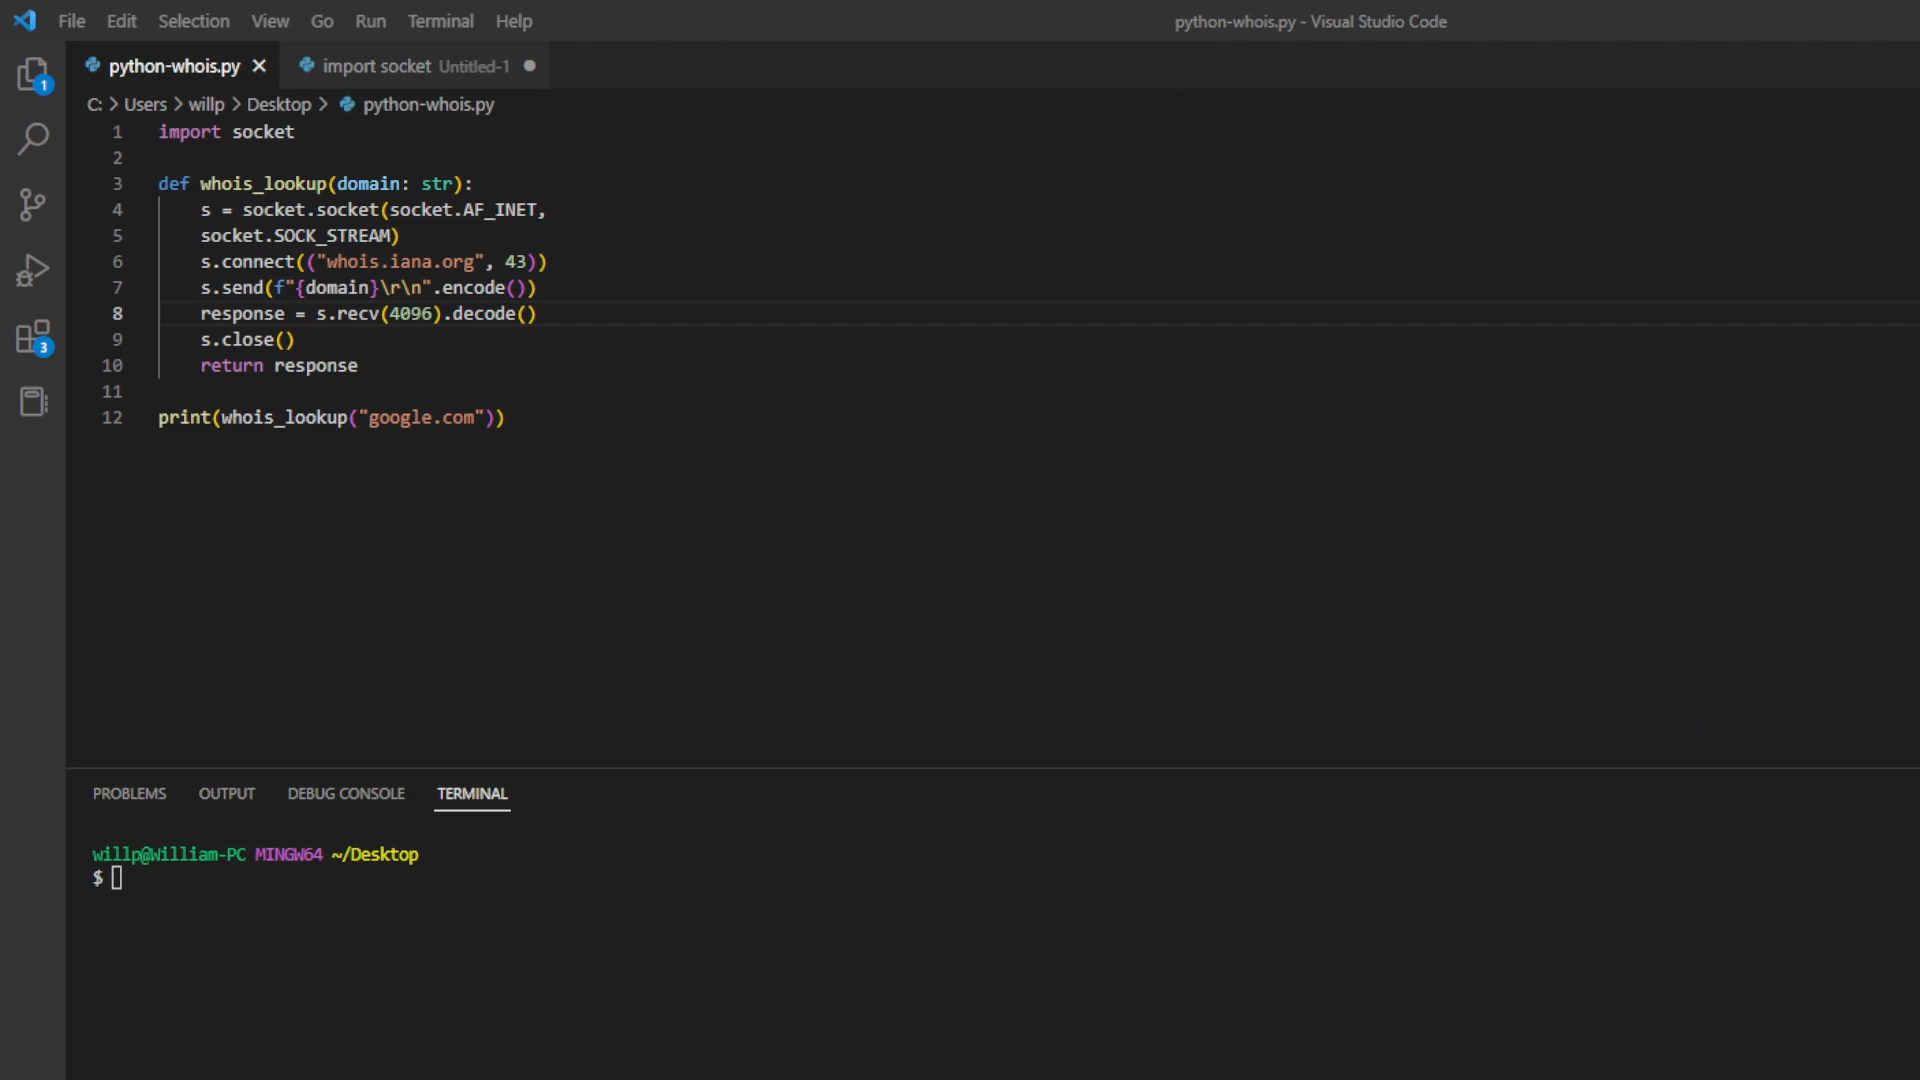 File Edit Selection View Go Run Terminal Help
python-whois.py - Visual Studio Code
python-whois.py import socket Untitled-1
1
C: > Users > willp > Desktop > python-whois.py
1 import socket
2
3 def whois_lookup(domain: str):
4     s = socket.socket(socket.AF_INET,
5     socket.SOCK_STREAM)
6     s.connect(("whois.iana.org", 43))
7     s.send(f"{domain}\r\n".encode())
8     response = s.recv(4096).decode()
9     s.close()
10     return response
11
12 print(whois_lookup("google.com"))
3
PROBLEMS OUTPUT DEBUG CONSOLE TERMINAL
willp@William-PC MINGW64 ~/Desktop
$